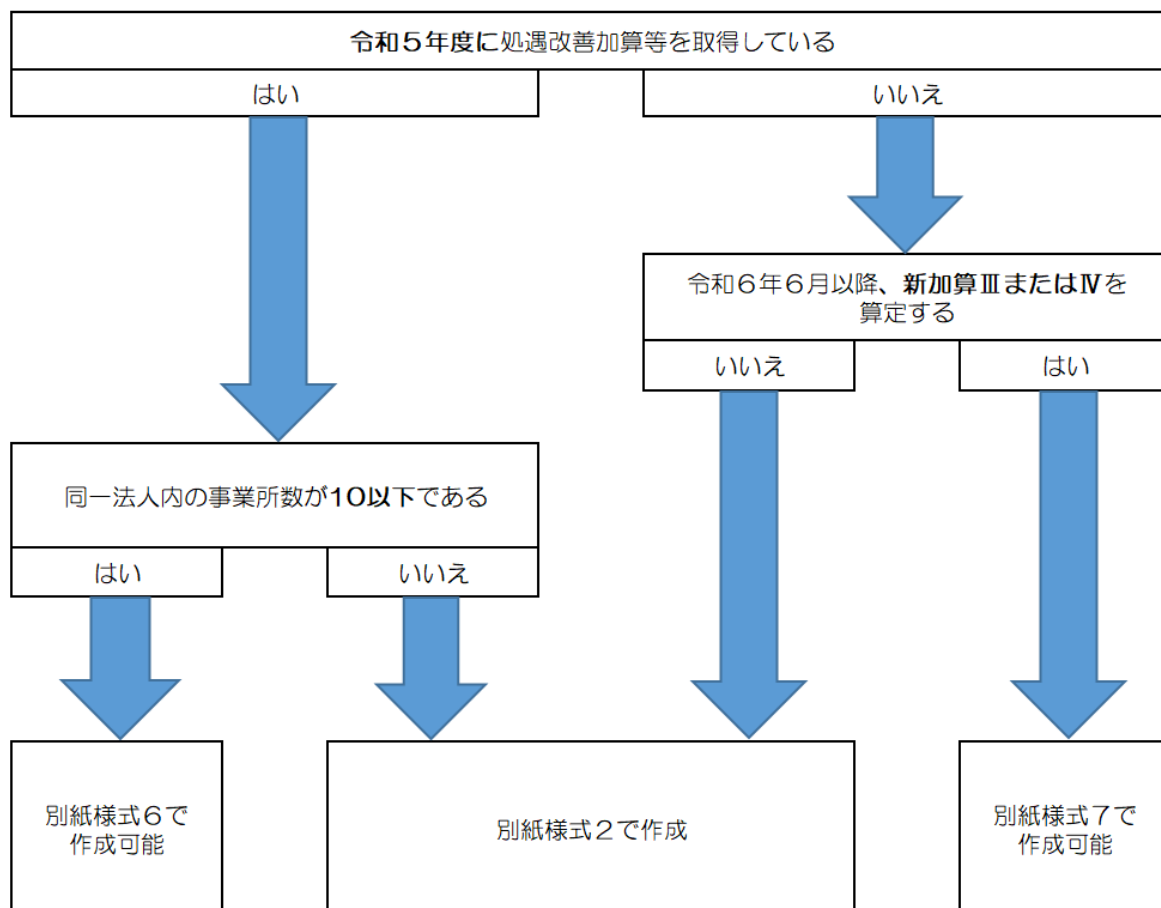 令和５年度に処遇改善加算等を取得している
はい
いいえ
令和６年６月以降、新加算ⅢまたはⅣを
算定する
いいえ
はい
同一法人内の事業所数が10以下である
はい
いいえ
別紙様式６で
作成可能
別紙様式２で作成
別紙様式７で
作成可能